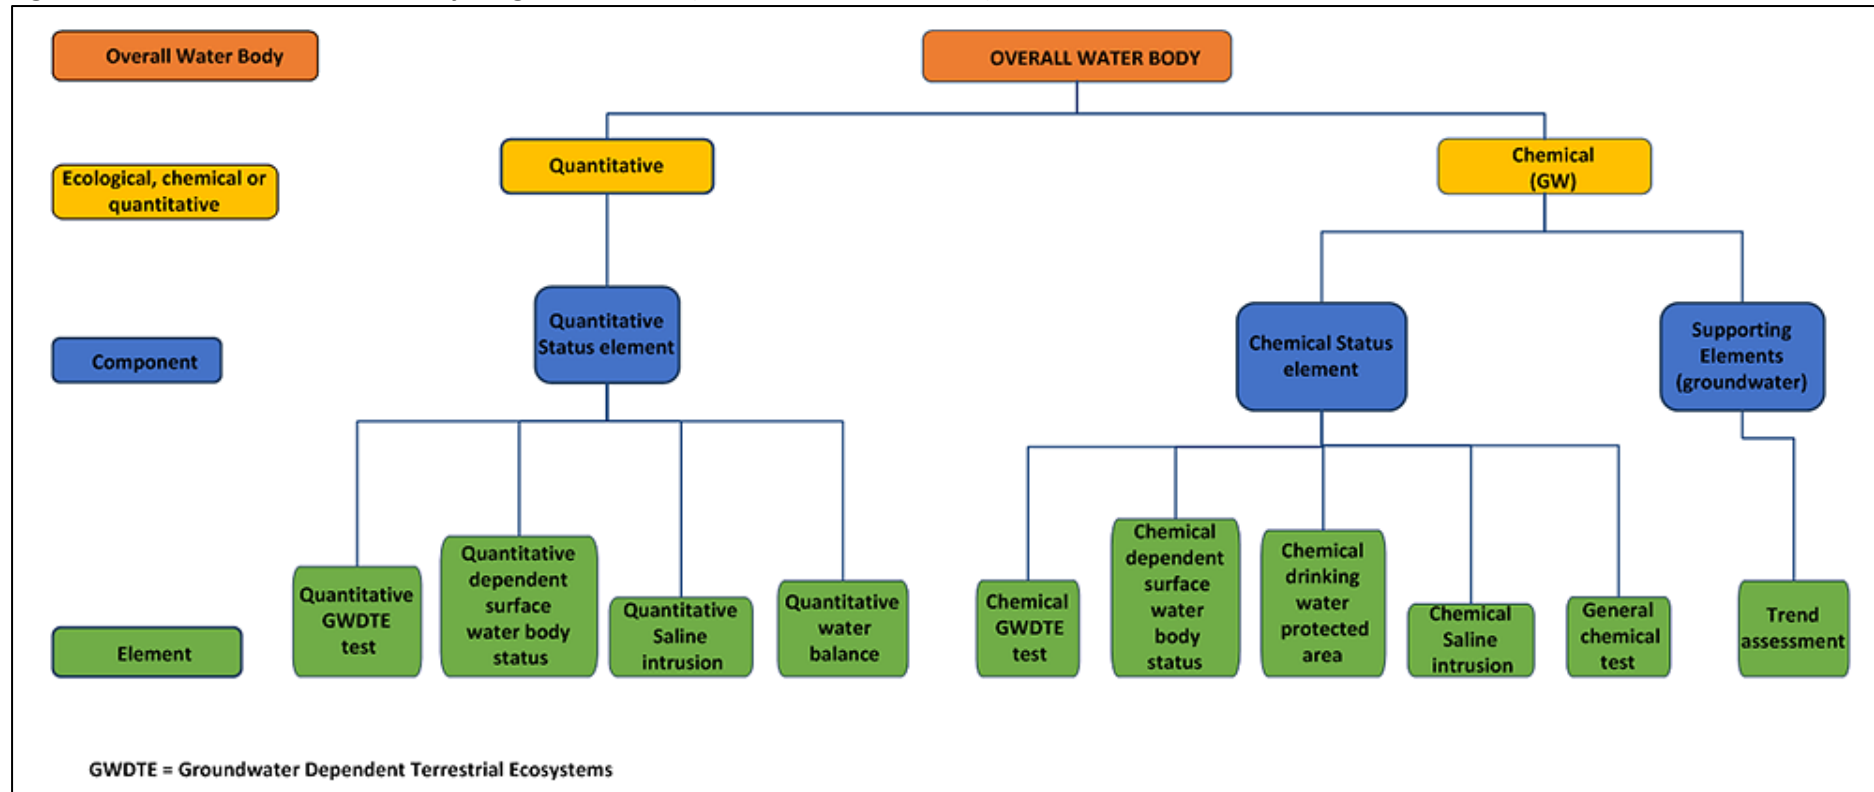 Overall Water Body
OVERALL WATER BODY
Ecological, chemical or
quantitative
Quantitative
Chemical
(GW)
Component
Quantitative
Status element
Chemical Status
element
Supporting
Elements
(groundwater)
Element
Quantitative
GWDTE
test
Quantitative
dependent
surface
water body
status
Quantitative
Saline
intrusion
Quantitative
water
balance
Chemical
GWDTE
test
Chemical
dependent
surface
water
body
status
Chemical
drinking
water
protected
area
Chemical
Saline
intrusion
General
chemical
test
Trend
assessment
GWDTE = Groundwater Dependent Terrestrial Ecosystems